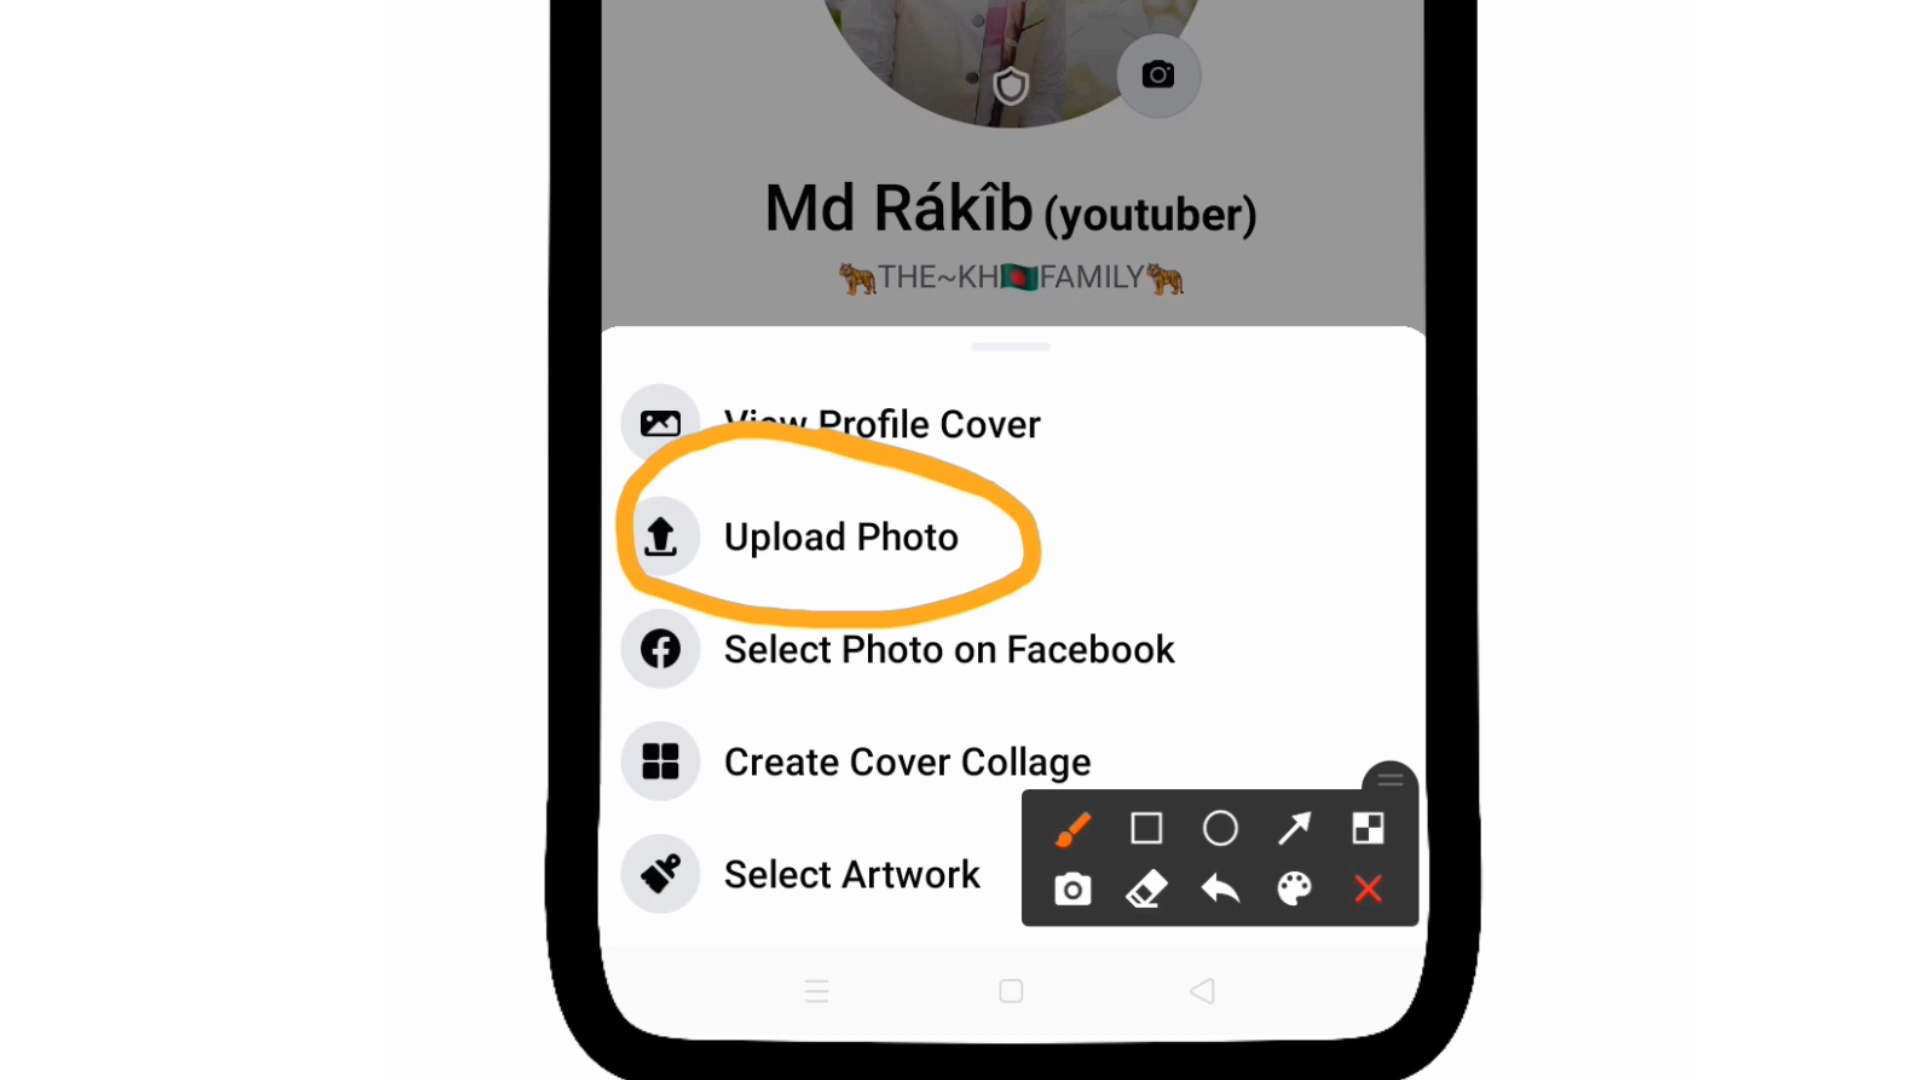 Md Rákîb (youtuber)
🐅THE~KH🇧🇩FAMILY🐅
View Profile Cover
Upload Photo
Select Photo on Facebook
Create Cover Collage
Select Artwork